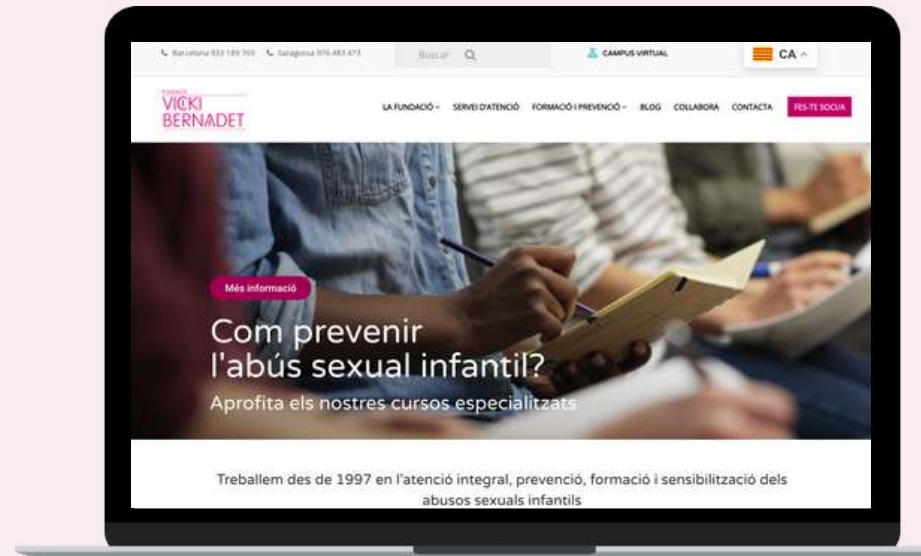 Barcelona 933 189 769 Saragossa 976 483 473 Buscar CAMPUS VIRTUAL CA
FUNDACIÓ
VICKI
BERNADET
LA FUNDACIÓ SERVEI D'ATENCIÓ FORMACIÓ I PREVENCIÓ BLOG COL·LABORA CONTACTA FES-TE SOCI/A
Més informació
Com prevenir
l'abús sexual infantil?
Aprofita els nostres cursos especialitzats
Treballem des de 1997 en l'atenció integral, prevenció, formació i sensibilització dels
abusos sexuals infantils